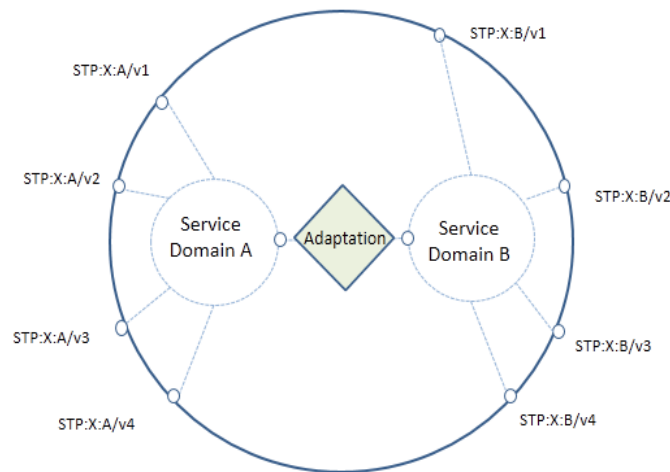 STP:X:B/v1
STP:X:A/v1
STP:X:A/v2
STP:X:B/v2
Service
Domain A
Adaptation
Service
Domain B
STP:X:A/v3
STP:X:B/v3
STP:X:A/v4
STP:X:B/v4